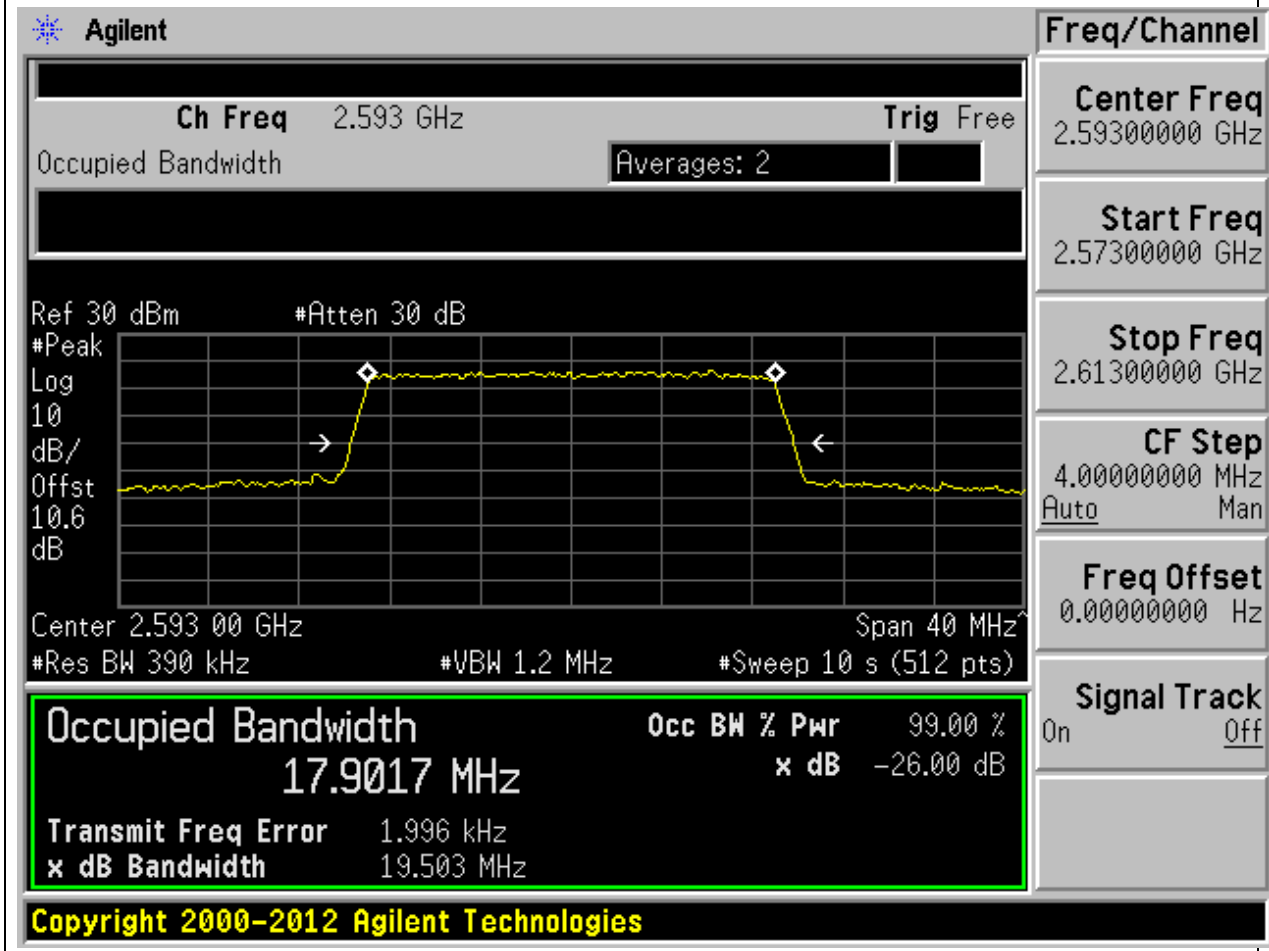 Agilent
Freq/Channel
Ch Freq 2.593 GHz Trig Free
Occupied Bandwidth Averages: 2
Center Freq
2.59300000 GHz
Start Freq
2.57300000 GHz
Stop Freq
2.61300000 GHz
CF Step
4.00000000 MHz
Auto Man
Freq Offset
0.00000000 Hz
Signal Track
On Off
Ref 30 dBm #Atten 30 dB
#Peak
Log
10
dB/
Offst
10.6
dB
Center 2.593 00 GHz Span 40 MHz^
#Res BW 390 kHz #VBW 1.2 MHz #Sweep 10 s (512 pts)
Occupied Bandwidth
17.9017 MHz
Occ BW % Pwr 99.00 %
x dB -26.00 dB
Transmit Freq Error 1.996 kHz
x dB Bandwidth 19.503 MHz
Copyright 2000-2012 Agilent Technologies